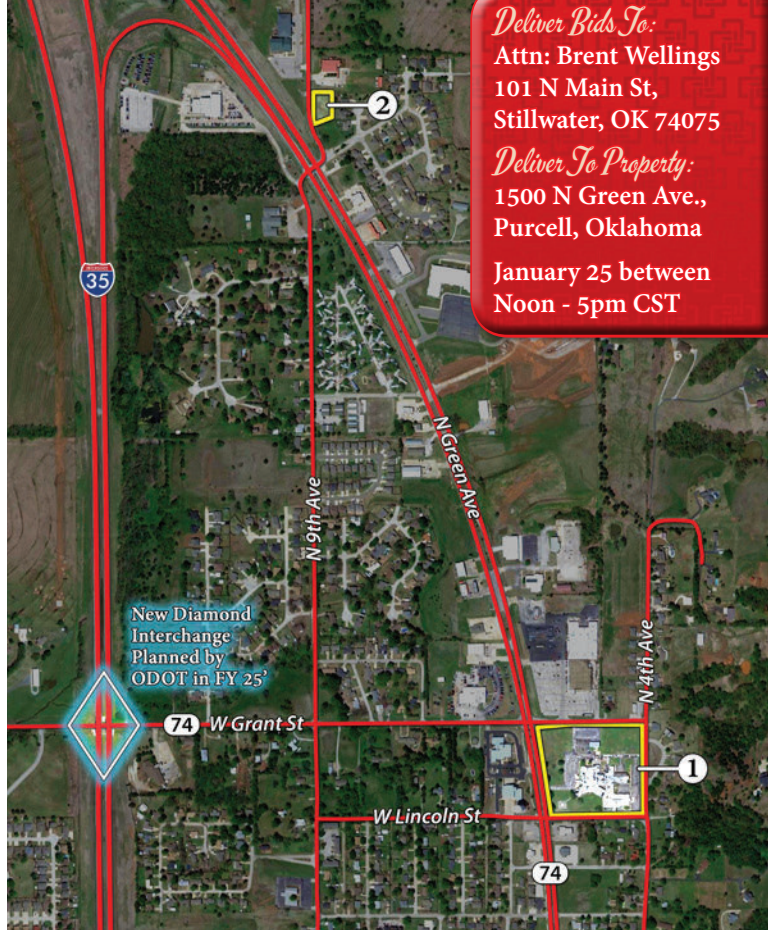 Deliver Bids To:
Attn: Brent Wellings
101 N Main St,
Stillwater, OK 74075
Deliver To Property:
1500 N Green Ave.,
Purcell, Oklahoma
January 25 between
Noon - 5pm CST
2
INTERSTATE
35
N Green Ave
N 9th Ave
New Diamond
Interchange
Planned by
ODOT in FY 25'
N 4th Ave
74 W Grant St
1
W Lincoln St
74